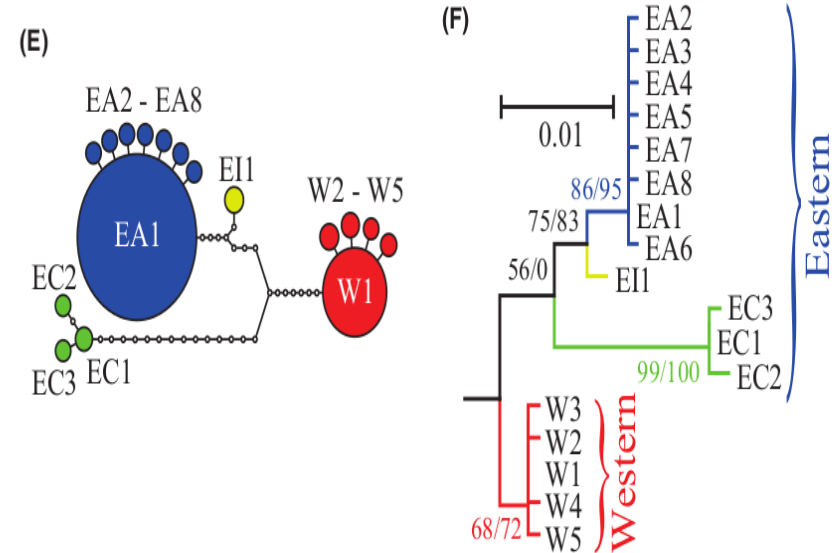 (E)
EA2 - EA8
EI1
W2 - W5
EA1
W1
EC2
EC3
EC1
(F)
EA2
EA3
EA4
EA5
EA7
EA8
EA1
EA6
EI1
0.01
86/95
75/83
56/0
EC3
EC1
EC2
99/100
Eastern
W3
W2
W1
W4
W5
68/72
Western